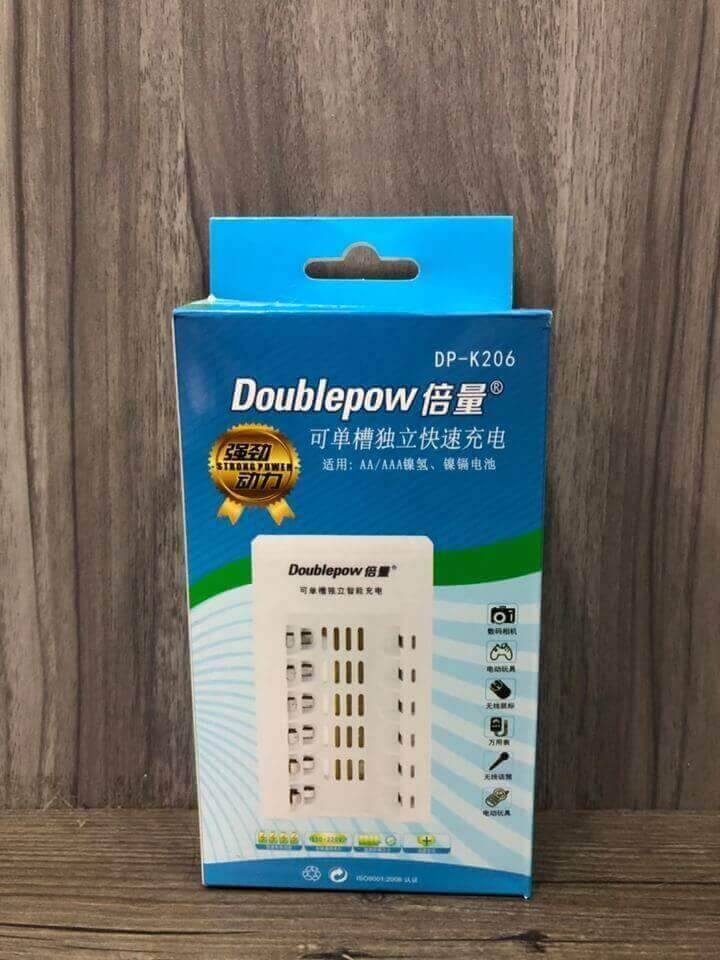 DP-K206
Doublepow倍量®
可单槽独立快速充电
适用: AA/AAA镍氢、镍镉电池
强劲
STRONG POWER
动力
Doublepow倍量®
可单槽独立智能充电
数码相机
电动玩具
无线鼠标
万用表
无线话筒
电动玩具
ISO9001:2008 认证